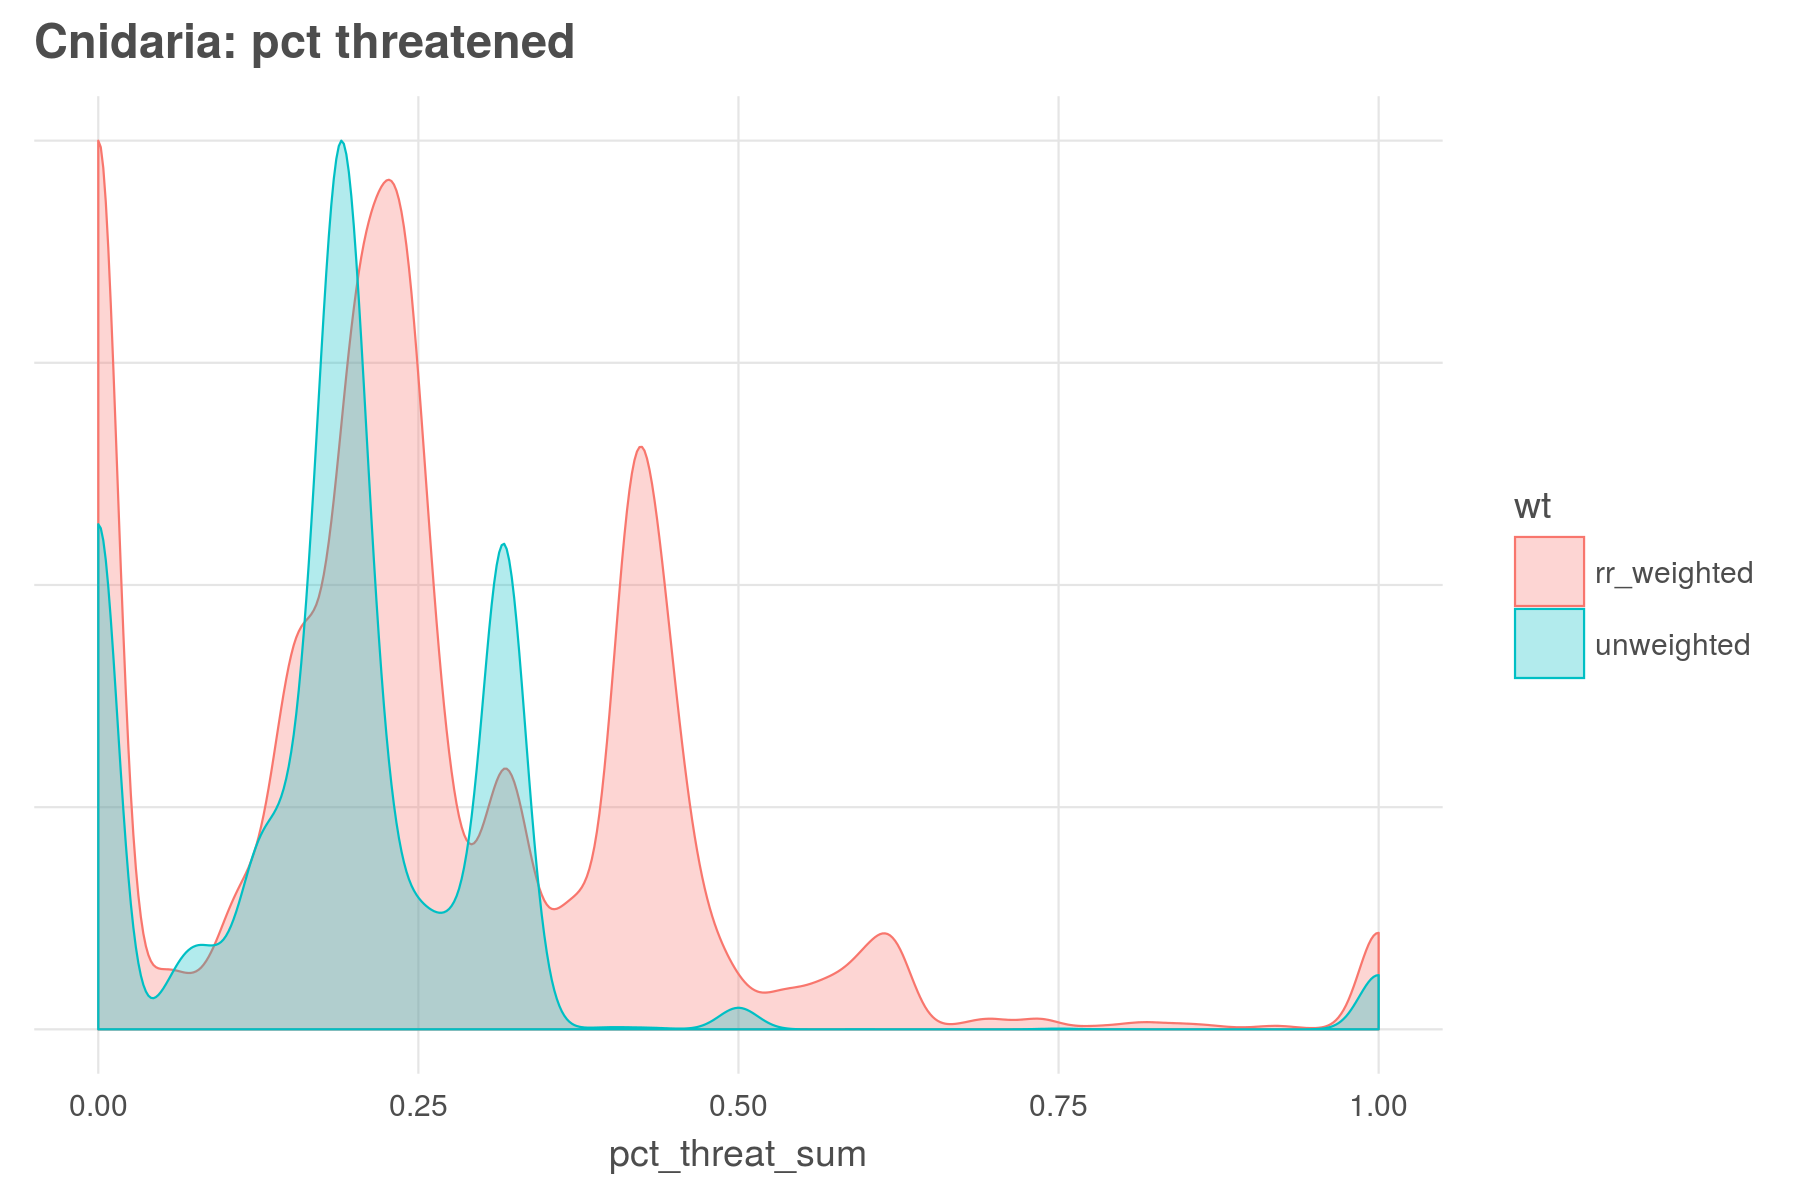 Cnidaria: pct threatened
wt
rr_weighted
unweighted
0.00 0.25 0.50 0.75 1.00
pct_threat_sum